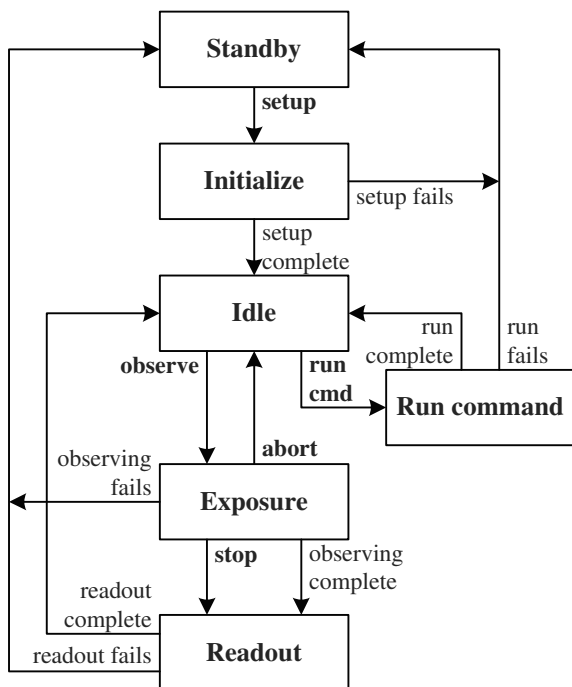 Standby
setup
Initialize
setup fails
setup
complete
Idle
observe
run
cmd
run
complete
run
fails
Run command
abort
observing
fails
Exposure
stop
observing
complete
readout
complete
readout fails
Readout